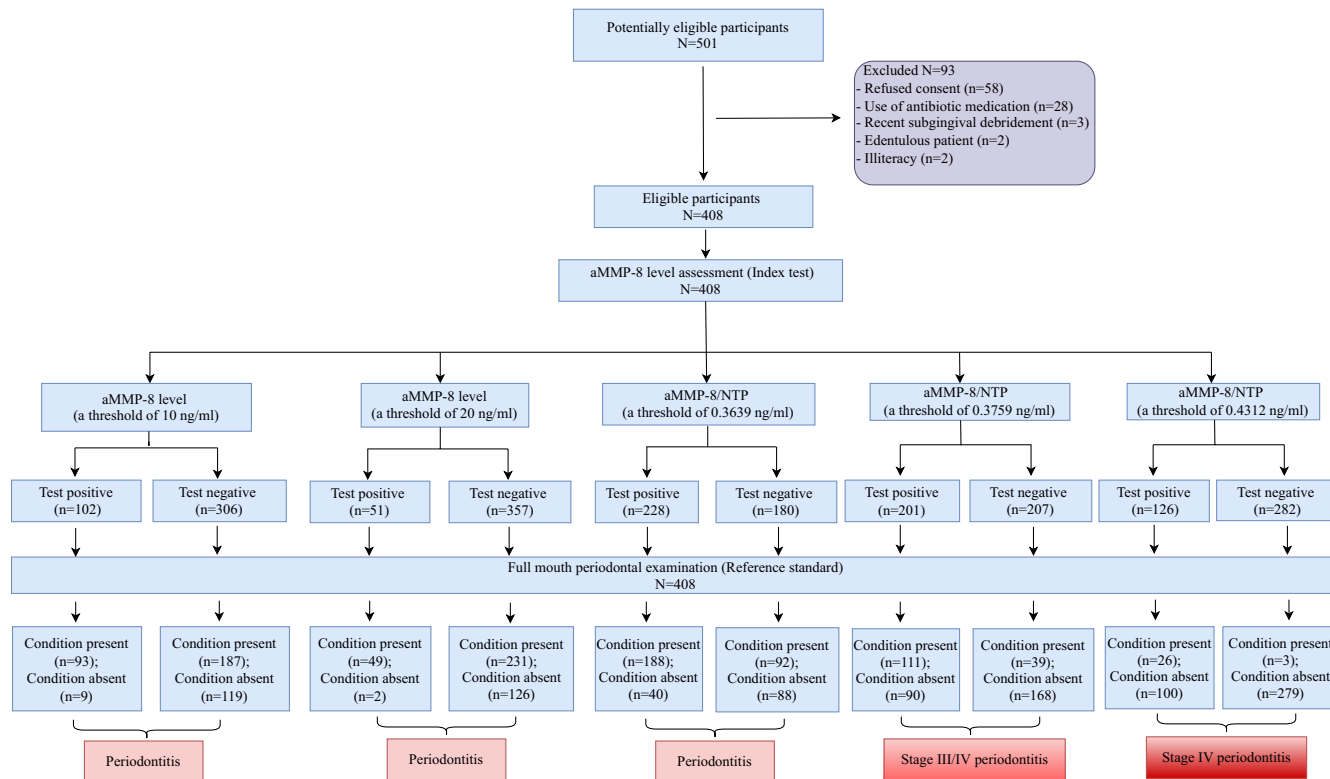 Potentially eligible participants
N=501
Excluded N=93
- Refused consent (n=58)
- Use of antibiotic medication (n=28)
- Recent subgingival debridement (n=3)
- Edentulous patient (n=2)
- Illiteracy (n=2)
Eligible participants
N=408
aMMP-8 level assessment (Index test)
N=408
aMMP-8 level
(a threshold of 10 ng/ml)
aMMP-8 level
(a threshold of 20 ng/ml)
aMMP-8/NTP
(a threshold of 0.3639 ng/ml)
aMMP-8/NTP
(a threshold of 0.3759 ng/ml)
aMMP-8/NTP
(a threshold of 0.4312 ng/ml)
Test positive
(n=102)
Test negative
(n=306)
Test positive
(n=51)
Test negative
(n=357)
Test positive
(n=228)
Test negative
(n=180)
Test positive
(n=201)
Test negative
(n=207)
Test positive
(n=126)
Test negative
(n=282)
Full mouth periodontal examination (Reference standard)
N=408
Condition present
(n=93);
Condition absent
(n=9)
Condition present
(n=187);
Condition absent
(n=119)
Condition present
(n=49);
Condition absent
(n=2)
Condition present
(n=231);
Condition absent
(n=126)
Condition present
(n=188);
Condition absent
(n=40)
Condition present
(n=92);
Condition absent
(n=88)
Condition present
(n=111);
Condition absent
(n=90)
Condition present
(n=39);
Condition absent
(n=168)
Condition present
(n=26);
Condition absent
(n=100)
Condition present
(n=3);
Condition absent
(n=279)
Periodontitis
Periodontitis
Periodontitis
Stage III/IV periodontitis
Stage IV periodontitis